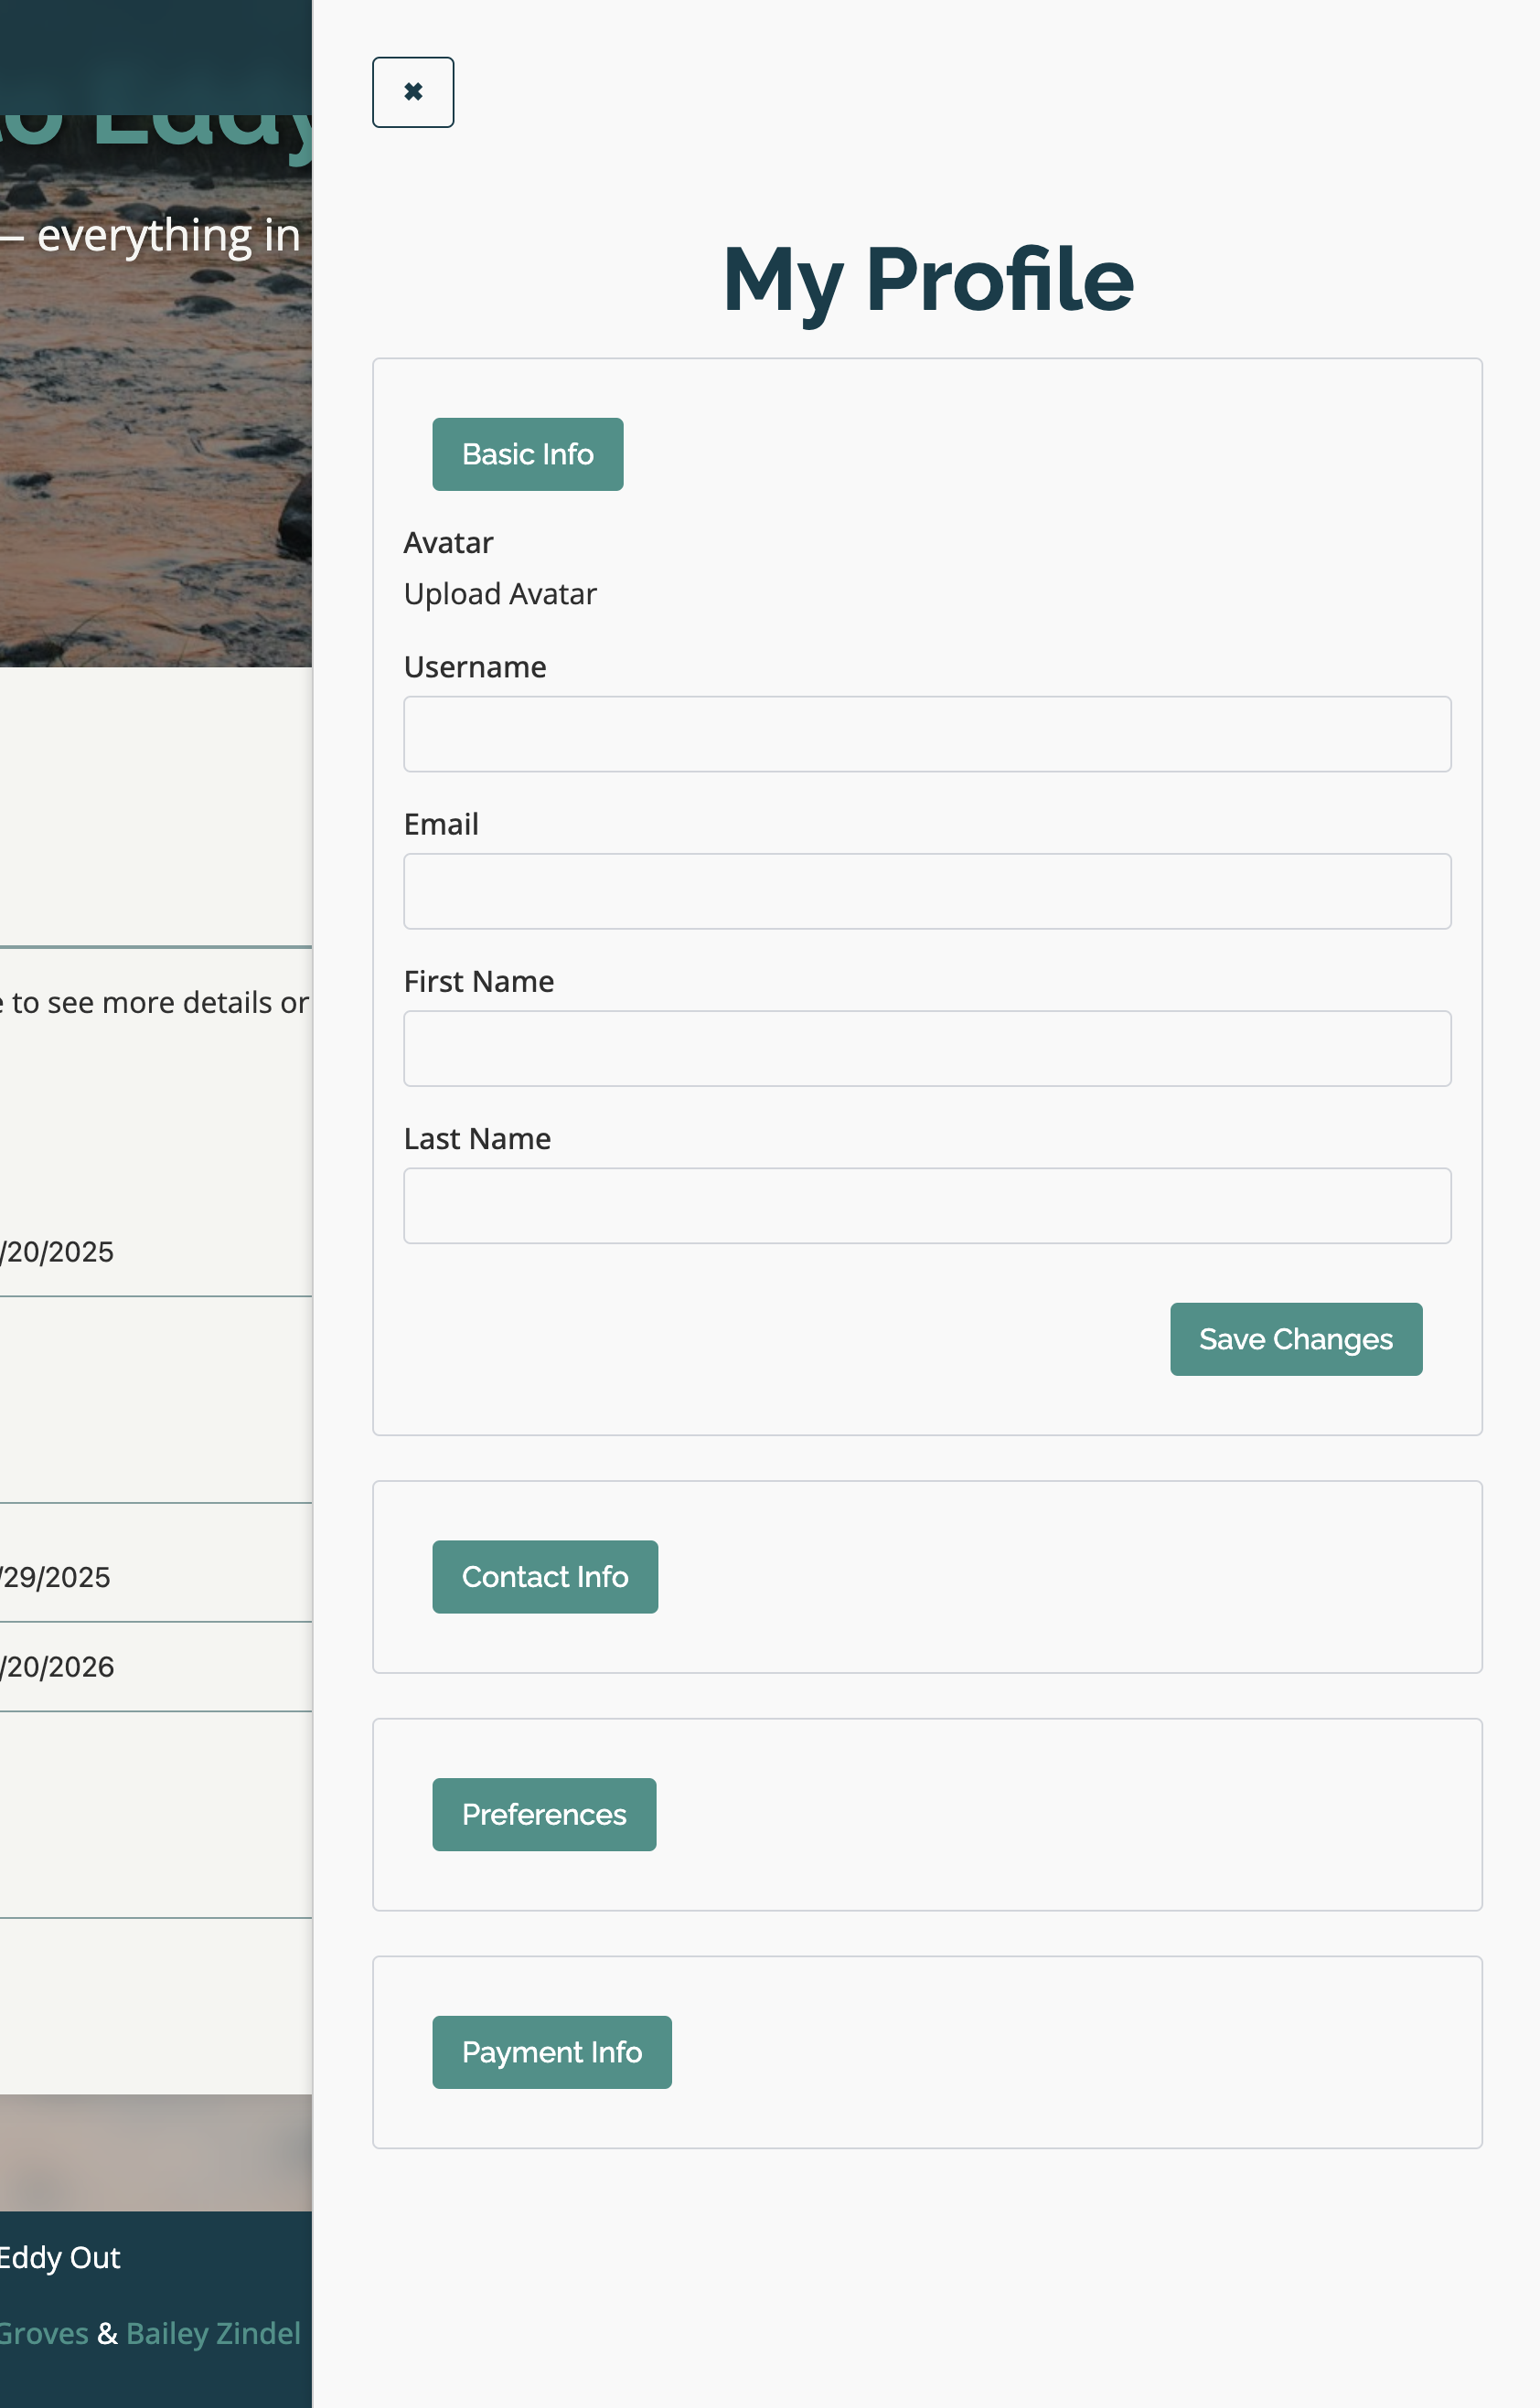 to Eddy
— everything in
to see more details or
/20/2025
/29/2025
/20/2026
Eddy Out
Groves & Bailey Zindel
✖
My Profile
Basic Info
Avatar
Upload Avatar
Username
Email
First Name
Last Name
Save Changes
Contact Info
Preferences
Payment Info